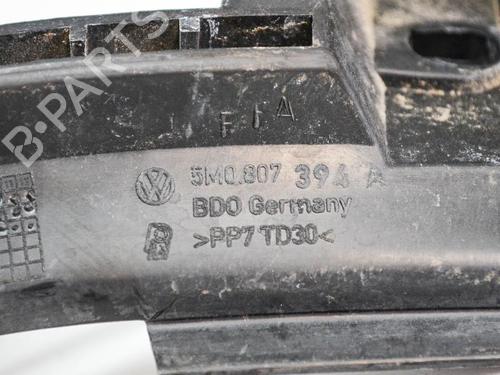 B-PARTS
F I A
5M0.807 394 A
BDO Germany
>PP7 TD30<